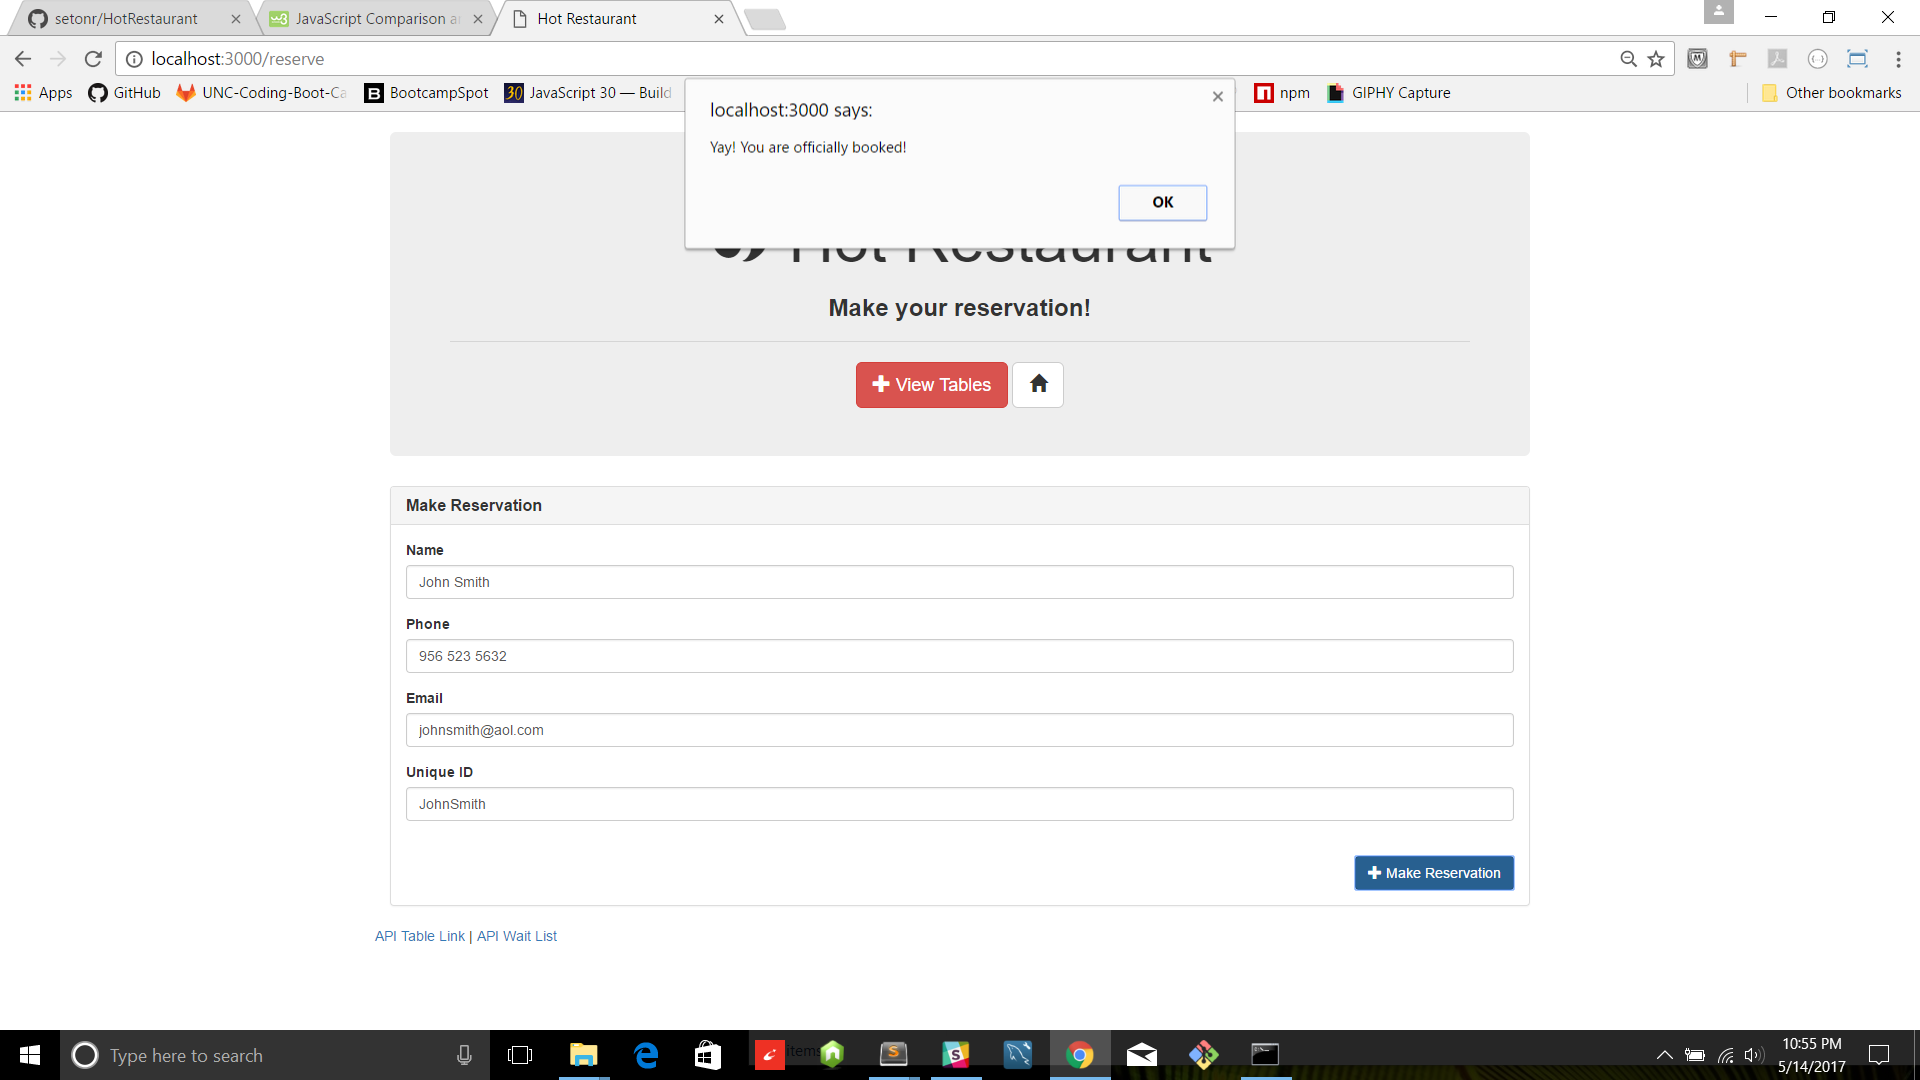 setonr/HotRestaurant
JavaScript Comparison a
Hot Restaurant
localhost:3000/reserve
Apps
GitHub
UNC-Coding-Boot-Ca
BootcampSpot
JavaScript 30 — Build
npm
GIPHY Capture
Other bookmarks
localhost:3000 says:
Yay! You are officially booked!
OK
Hot Restaurant
Make your reservation!
View Tables
Make Reservation
Name
John Smith
Phone
956 523 5632
Email
johnsmith@aol.com
Unique ID
JohnSmith
Make Reservation
API Table Link | API Wait List
Type here to search
items
10:55 PM
5/14/2017